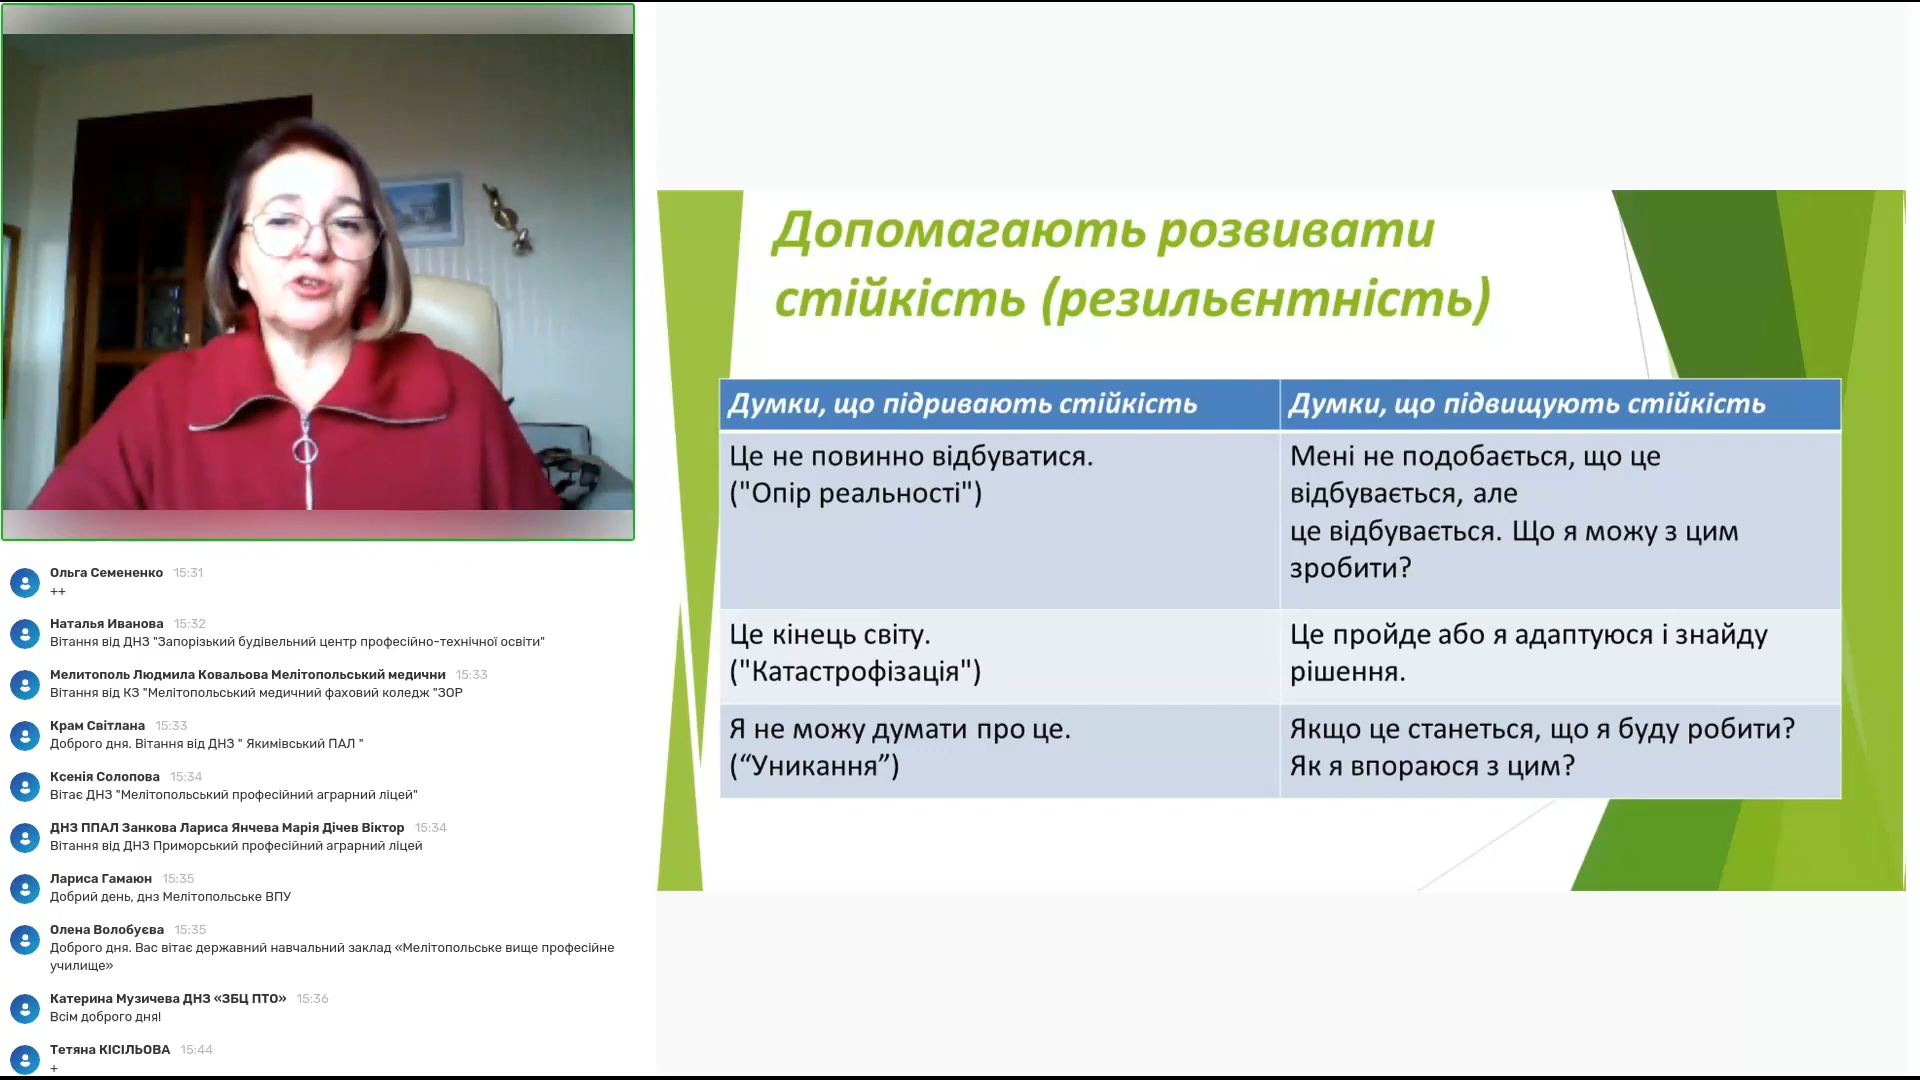 Ольга Семененко 15:31
++
Наталья Иванова 15:32
Вітання від ДНЗ "Запорізький будівельний центр професійно-технічної освіти"
Мелитополь Людмила Ковальова Мелітопольський медични 15:33
Вітання від КЗ "Мелітопольський медичний фаховий коледж "ЗОР
Крам Світлана 15:33
Доброго дня. Вітання від ДНЗ " Якимівський ПАЛ "
Ксенія Солопова 15:34
Вітає ДНЗ "Мелітопольський професійний аграрний ліцей"
ДНЗ ППАЛ Занкова Лариса Янчева Марія Дічев Віктор 15:34
Вітання від ДНЗ Приморський професійний аграрний ліцей
Лариса Гамаюн 15:35
Добрий день, днз Мелітопольське ВПУ
Олена Волобуєва 15:35
Доброго дня. Вас вітає державний навчальний заклад «Мелітопольське вище професійне
училище»
Катерина Музичева ДНЗ «ЗБЦ ПТО» 15:36
Всім доброго дня!
Тетяна КІСІЛЬОВА 15:44
+
Допомагають розвивати
стійкість (резильєнтність)
Думки, що підривають стійкість
Думки, що підвищують стійкість
Це не повинно відбуватися.
("Опір реальності")
Мені не подобається, що це
відбувається, але
це відбувається. Що я можу з цим
зробити?
Це кінець світу.
("Катастрофізація")
Це пройде або я адаптуюся і знайду
рішення.
Я не можу думати про це.
(“Уникання”)
Якщо це станеться, що я буду робити?
Як я впораюся з цим?